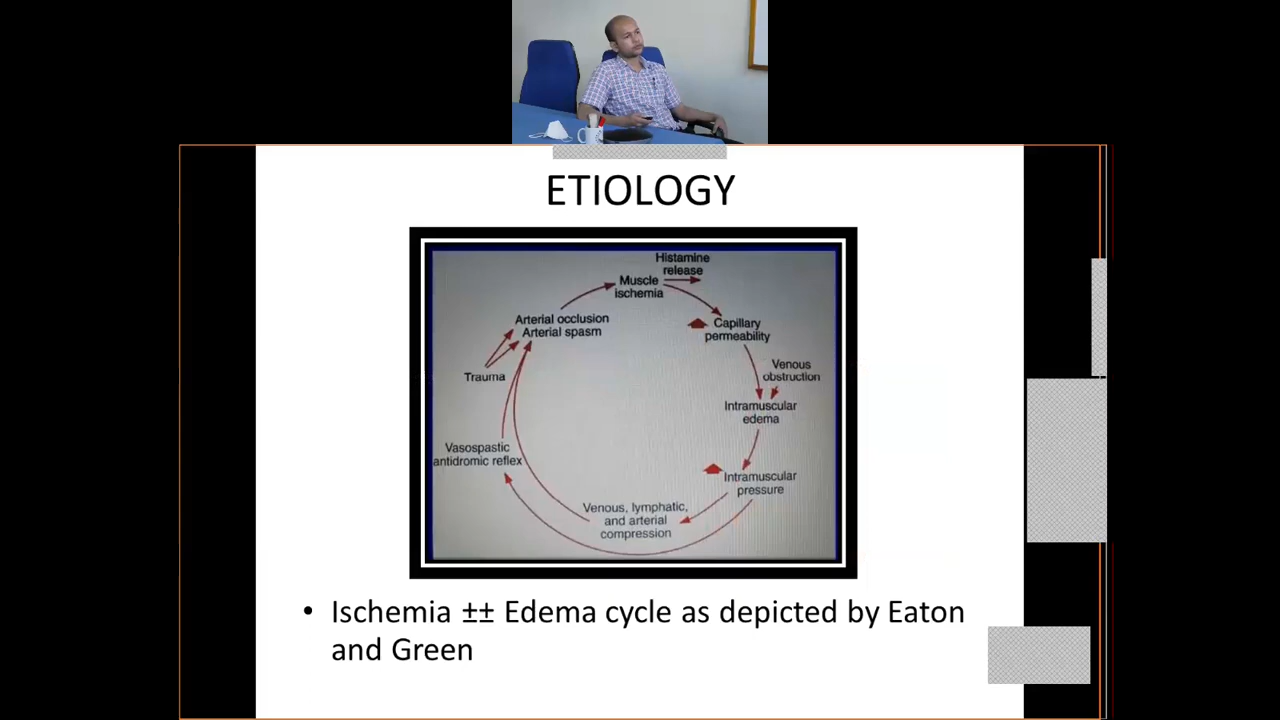 ETIOLOGY
Histamine
release
Muscle
ischemia
Arterial occlusion
Arterial spasm
Capillary
permeability
Trauma
Venous
obstruction
Intramuscular
edema
Vasospastic
antidromic reflex
Intramuscular
pressure
Venous, lymphatic,
and arterial
compression
• Ischemia ±± Edema cycle as depicted by Eaton
and Green